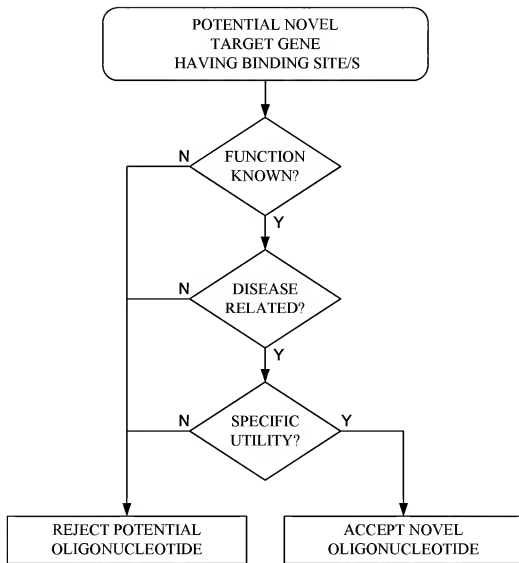 POTENTIAL NOVEL
TARGET GENE
HAVING BINDING SITE/S
N
FUNCTION
KNOWN?
Y
N
DISEASE
RELATED?
Y
N
SPECIFIC
UTILITY?
Y
REJECT POTENTIAL
OLIGONUCLEOTIDE
ACCEPT NOVEL
OLIGONUCLEOTIDE